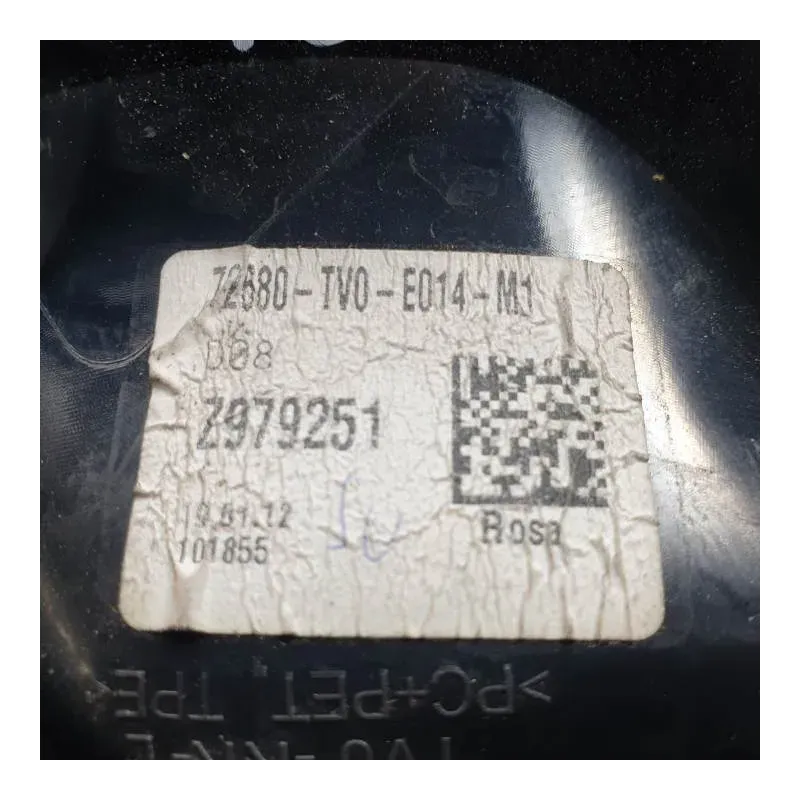 72680-TV0-E014-M1
D08
Z979251
19.01.12
101855
Rosa
>PC+PET, TPE<